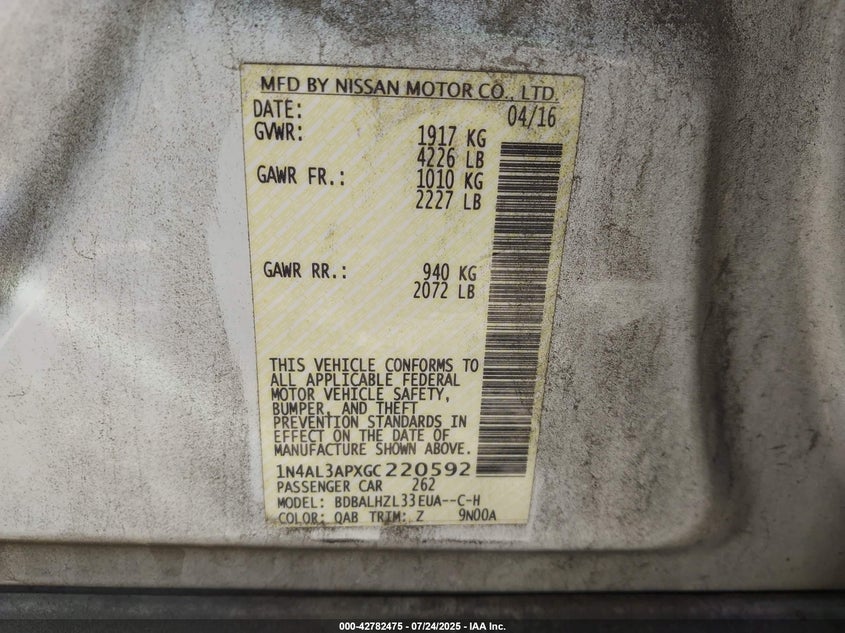 MFD BY NISSAN MOTOR CO., LTD.
DATE: 04/16
GVWR: 1917 KG
4226 LB
GAWR FR.: 1010 KG
2227 LB
GAWR RR.: 940 KG
2072 LB
THIS VEHICLE CONFORMS TO
ALL APPLICABLE FEDERAL
MOTOR VEHICLE SAFETY,
BUMPER, AND THEFT
PREVENTION STANDARDS IN
EFFECT ON THE DATE OF
MANUFACTURE SHOWN ABOVE.
1N4AL3APXGC220592
PASSENGER CAR 262
MODEL: BDBALHZL33EUA--C-H
COLOR: QAB TRIM: Z 9N00A
000-42782475 - 07/24/2025 - IAA Inc.